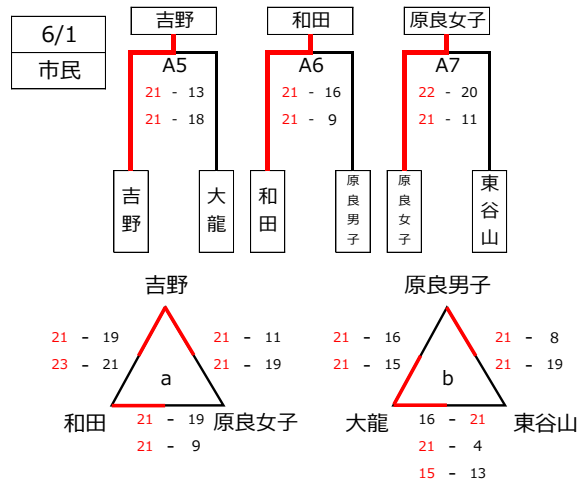 6/1
市民
吉野
和田
原良女子
A5
A6
A7
21 - 13
21 - 18
21 - 16
21 - 9
22 - 20
21 - 11
吉野
大龍
和田
原良男子
原良女子
東谷山
吉野
21 - 19
23 - 21
21 - 11
21 - 19
a
和田
原良女子
21 - 19
21 - 9
原良男子
21 - 16
21 - 15
21 - 8
21 - 19
b
大龍
東谷山
16 - 21
21 - 4
15 - 13